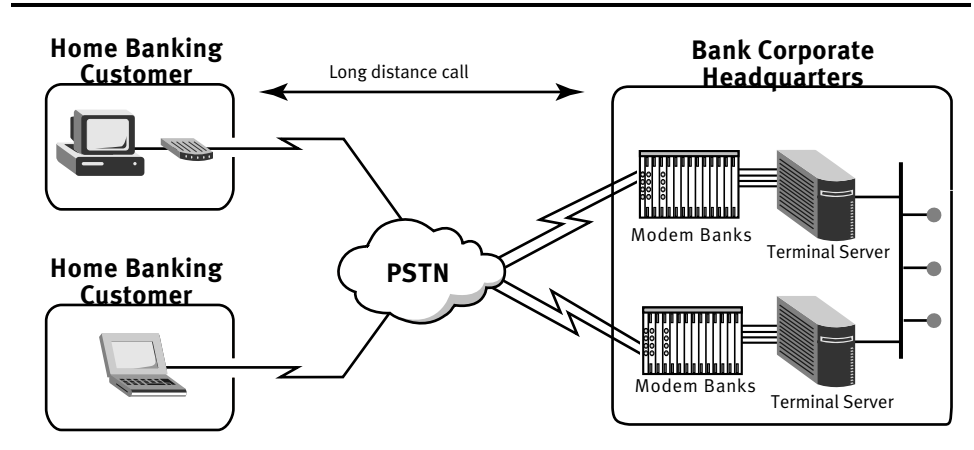 Home Banking
Customer
Long distance call
Bank Corporate
Headquarters
Modem Banks
Terminal Server
Home Banking
Customer
PSTN
Modem Banks
Terminal Server